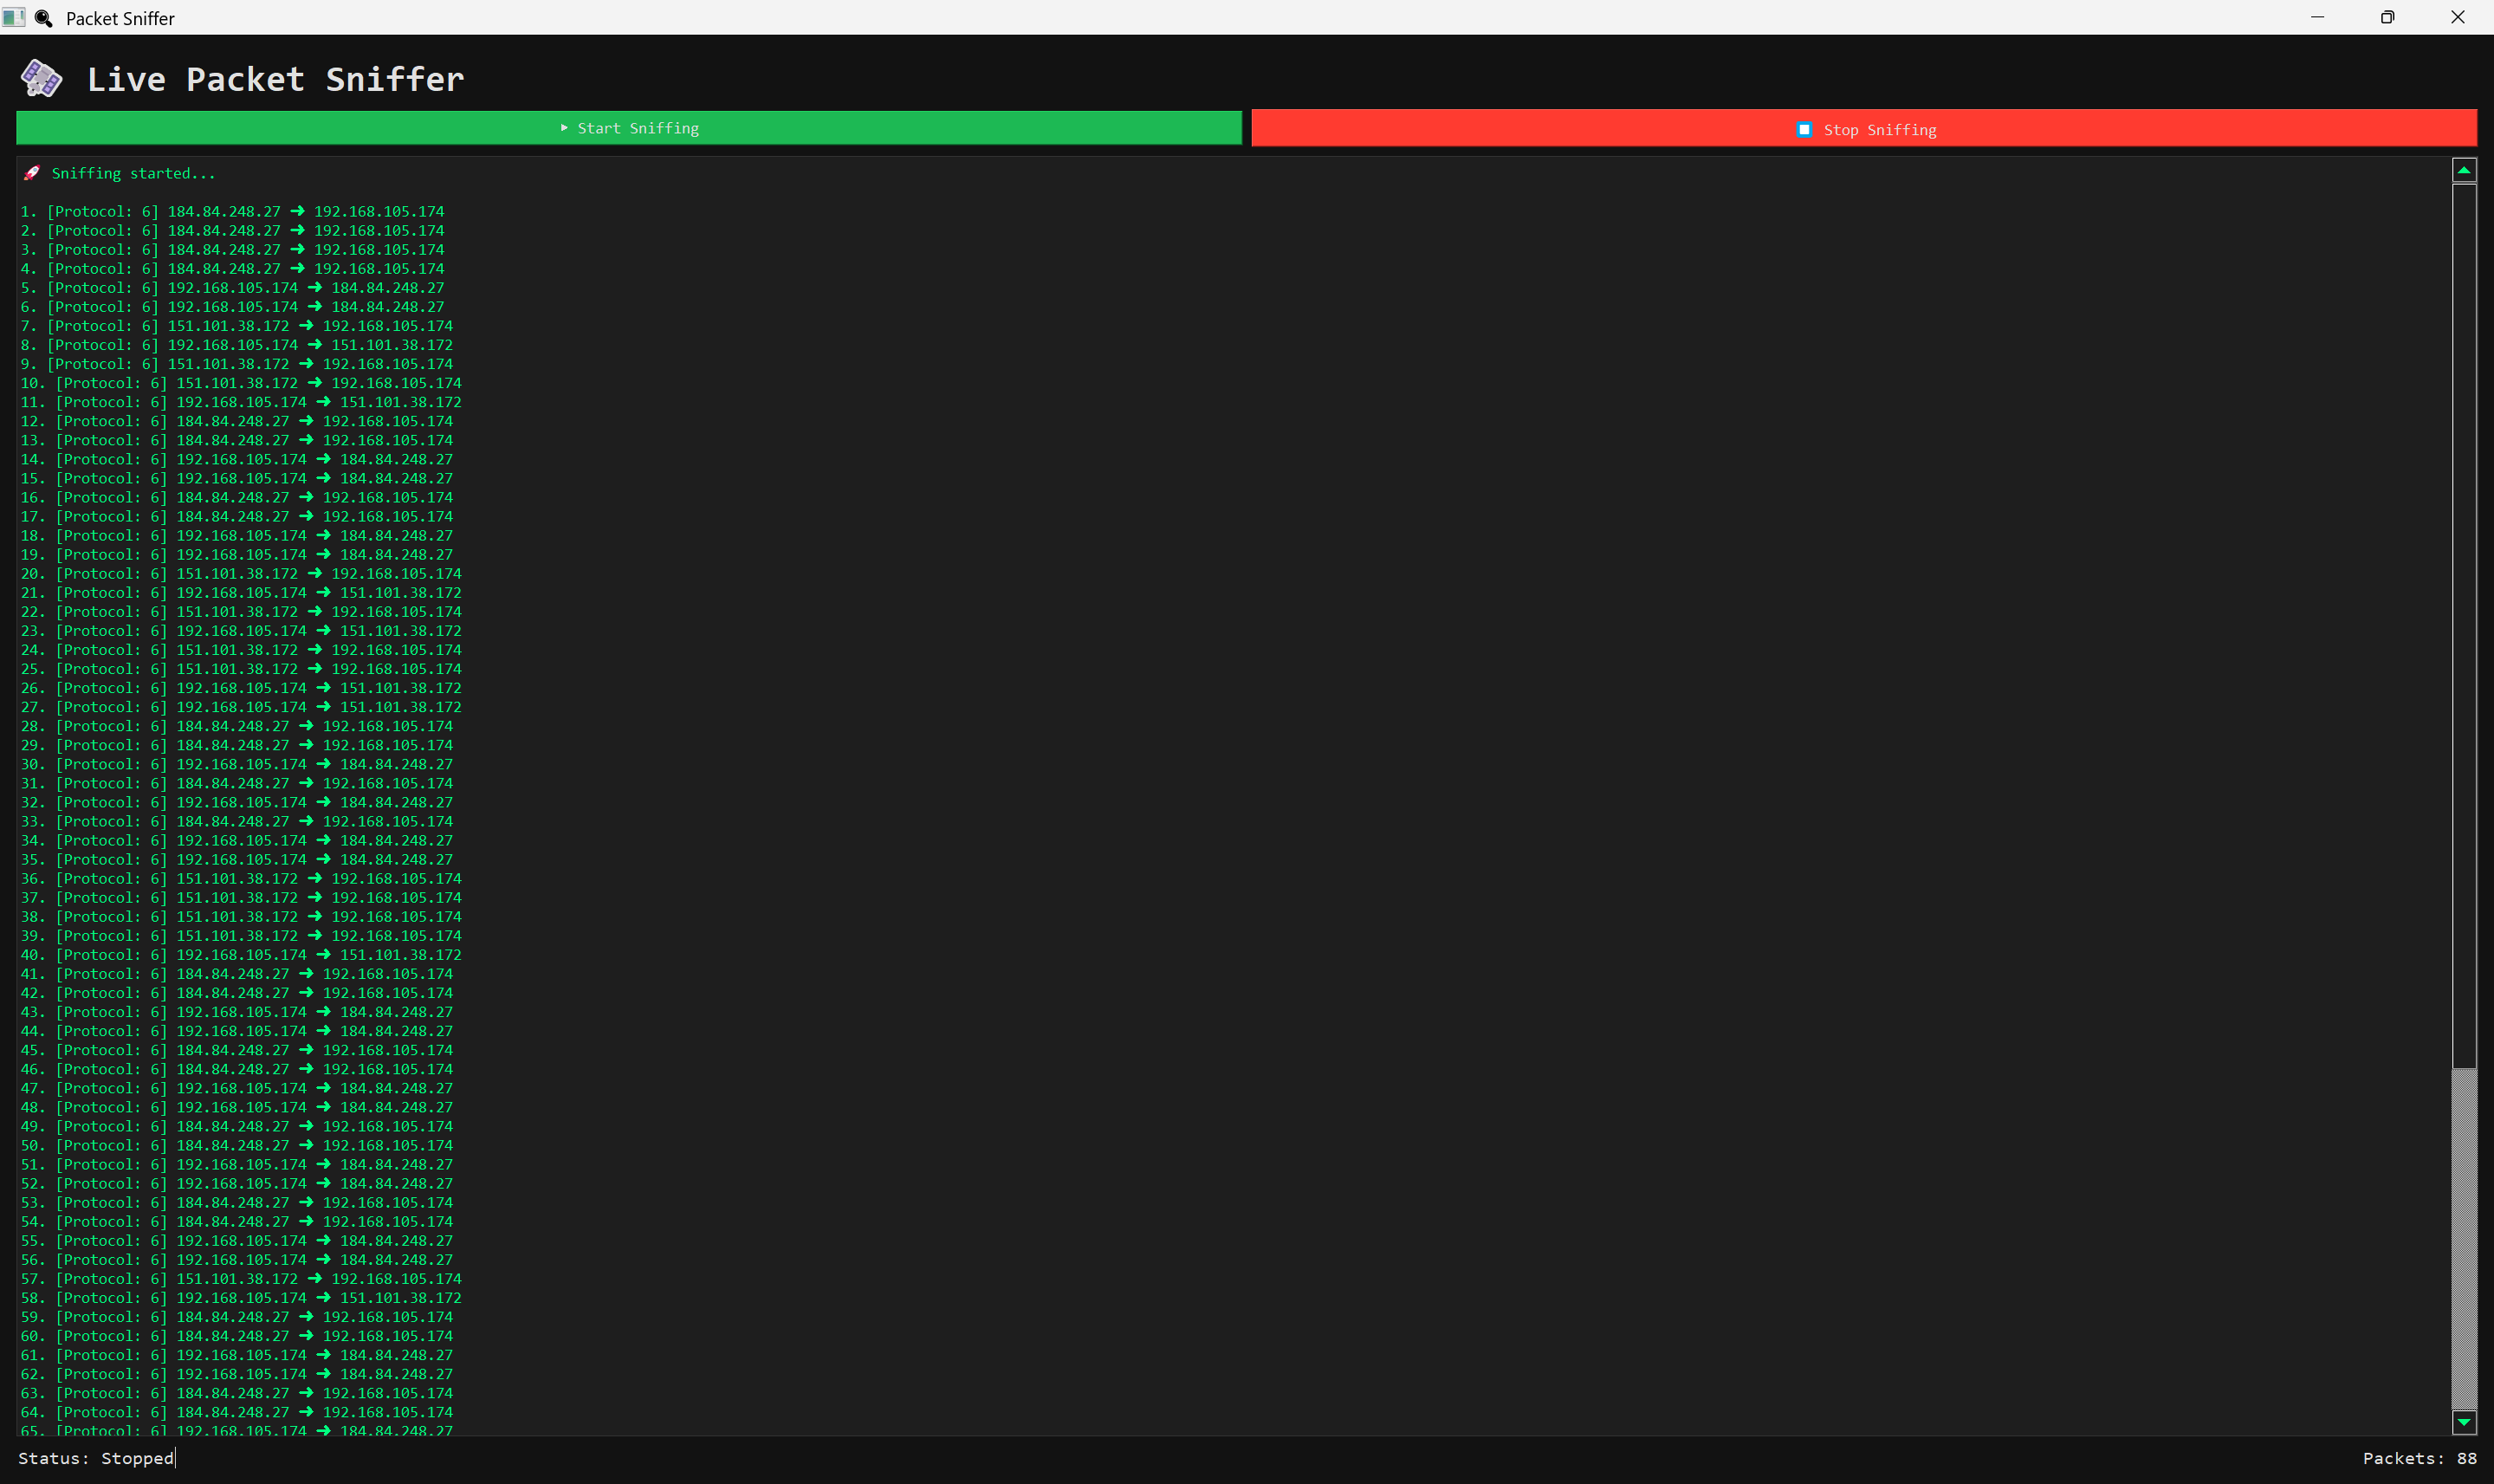 Packet Sniffer
Live Packet Sniffer
Start Sniffing
Stop Sniffing
Sniffing started...
1. [Protocol: 6] 184.84.248.27 → 192.168.105.174
2. [Protocol: 6] 184.84.248.27 → 192.168.105.174
3. [Protocol: 6] 184.84.248.27 → 192.168.105.174
4. [Protocol: 6] 184.84.248.27 → 192.168.105.174
5. [Protocol: 6] 192.168.105.174 → 184.84.248.27
6. [Protocol: 6] 192.168.105.174 → 184.84.248.27
7. [Protocol: 6] 151.101.38.172 → 192.168.105.174
8. [Protocol: 6] 192.168.105.174 → 151.101.38.172
9. [Protocol: 6] 151.101.38.172 → 192.168.105.174
10. [Protocol: 6] 151.101.38.172 → 192.168.105.174
11. [Protocol: 6] 192.168.105.174 → 151.101.38.172
12. [Protocol: 6] 184.84.248.27 → 192.168.105.174
13. [Protocol: 6] 184.84.248.27 → 192.168.105.174
14. [Protocol: 6] 192.168.105.174 → 184.84.248.27
15. [Protocol: 6] 192.168.105.174 → 184.84.248.27
16. [Protocol: 6] 184.84.248.27 → 192.168.105.174
17. [Protocol: 6] 184.84.248.27 → 192.168.105.174
18. [Protocol: 6] 192.168.105.174 → 184.84.248.27
19. [Protocol: 6] 192.168.105.174 → 184.84.248.27
20. [Protocol: 6] 151.101.38.172 → 192.168.105.174
21. [Protocol: 6] 192.168.105.174 → 151.101.38.172
22. [Protocol: 6] 151.101.38.172 → 192.168.105.174
23. [Protocol: 6] 192.168.105.174 → 151.101.38.172
24. [Protocol: 6] 151.101.38.172 → 192.168.105.174
25. [Protocol: 6] 151.101.38.172 → 192.168.105.174
26. [Protocol: 6] 192.168.105.174 → 151.101.38.172
27. [Protocol: 6] 192.168.105.174 → 151.101.38.172
28. [Protocol: 6] 184.84.248.27 → 192.168.105.174
29. [Protocol: 6] 184.84.248.27 → 192.168.105.174
30. [Protocol: 6] 192.168.105.174 → 184.84.248.27
31. [Protocol: 6] 184.84.248.27 → 192.168.105.174
32. [Protocol: 6] 192.168.105.174 → 184.84.248.27
33. [Protocol: 6] 184.84.248.27 → 192.168.105.174
34. [Protocol: 6] 192.168.105.174 → 184.84.248.27
35. [Protocol: 6] 192.168.105.174 → 184.84.248.27
36. [Protocol: 6] 151.101.38.172 → 192.168.105.174
37. [Protocol: 6] 151.101.38.172 → 192.168.105.174
38. [Protocol: 6] 151.101.38.172 → 192.168.105.174
39. [Protocol: 6] 151.101.38.172 → 192.168.105.174
40. [Protocol: 6] 192.168.105.174 → 151.101.38.172
41. [Protocol: 6] 184.84.248.27 → 192.168.105.174
42. [Protocol: 6] 184.84.248.27 → 192.168.105.174
43. [Protocol: 6] 192.168.105.174 → 184.84.248.27
44. [Protocol: 6] 192.168.105.174 → 184.84.248.27
45. [Protocol: 6] 184.84.248.27 → 192.168.105.174
46. [Protocol: 6] 184.84.248.27 → 192.168.105.174
47. [Protocol: 6] 192.168.105.174 → 184.84.248.27
48. [Protocol: 6] 192.168.105.174 → 184.84.248.27
49. [Protocol: 6] 184.84.248.27 → 192.168.105.174
50. [Protocol: 6] 184.84.248.27 → 192.168.105.174
51. [Protocol: 6] 192.168.105.174 → 184.84.248.27
52. [Protocol: 6] 192.168.105.174 → 184.84.248.27
53. [Protocol: 6] 184.84.248.27 → 192.168.105.174
54. [Protocol: 6] 184.84.248.27 → 192.168.105.174
55. [Protocol: 6] 192.168.105.174 → 184.84.248.27
56. [Protocol: 6] 192.168.105.174 → 184.84.248.27
57. [Protocol: 6] 151.101.38.172 → 192.168.105.174
58. [Protocol: 6] 192.168.105.174 → 151.101.38.172
59. [Protocol: 6] 184.84.248.27 → 192.168.105.174
60. [Protocol: 6] 184.84.248.27 → 192.168.105.174
61. [Protocol: 6] 192.168.105.174 → 184.84.248.27
62. [Protocol: 6] 192.168.105.174 → 184.84.248.27
63. [Protocol: 6] 184.84.248.27 → 192.168.105.174
64. [Protocol: 6] 184.84.248.27 → 192.168.105.174
65. [Protocol: 6] 192.168.105.174 → 184.84.248.27
Status: Stopped
Packets: 88